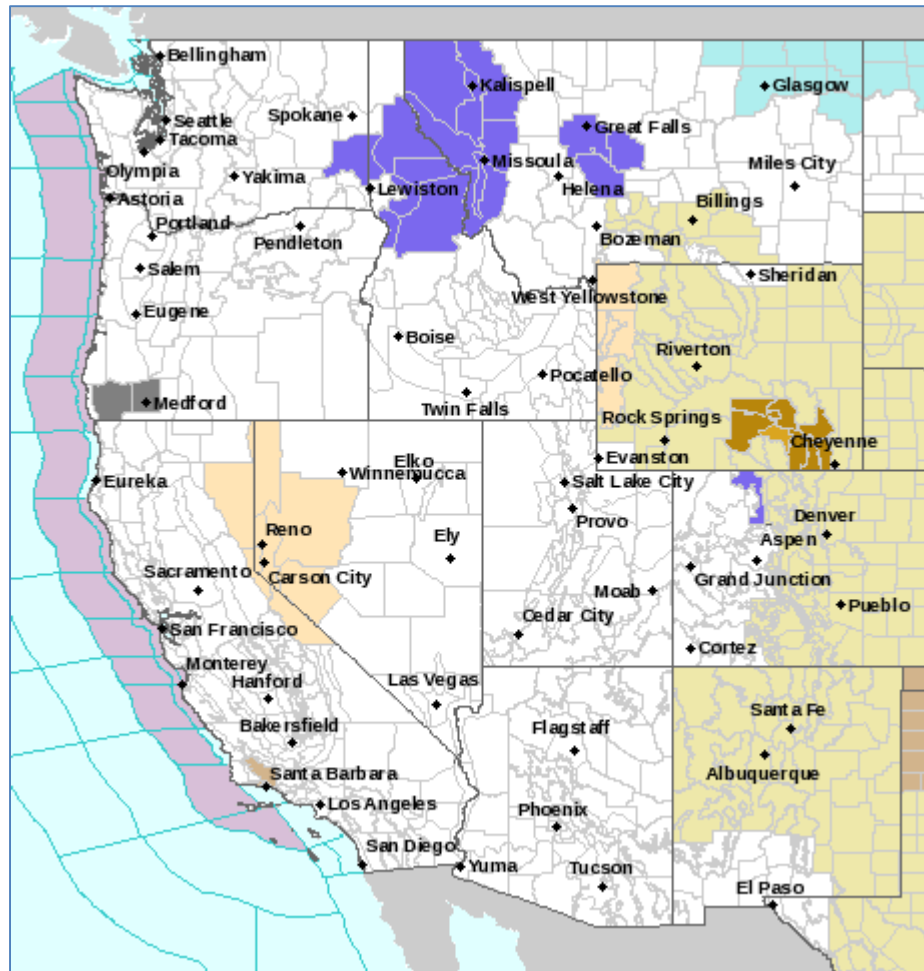 Bellingham
Kalispell
Glasgow
Seattle
Spokane
Great Falls
Tacoma
Olympia
Missoula
Miles City
Yakima
Lewiston
Helena
Astoria
Billings
Portland
Pendleton
Bozeman
Salem
Sheridan
West Yellowstone
Eugene
Boise
Riverton
Pocatello
Medford
Twin Falls
Rock Springs
Cheyenne
Elko
Evanston
Winnemucca
Eureka
Salt Lake City
Provo
Denver
Reno
Ely
Aspen
Sacramento
Carson City
Grand Junction
Moab
Pueblo
Cedar City
San Francisco
Cortez
Monterey
Hanford
Las Vegas
Santa Fe
Bakersfield
Flagstaff
Albuquerque
Santa Barbara
Los Angeles
Phoenix
San Diego
Yuma
Tucson
El Paso